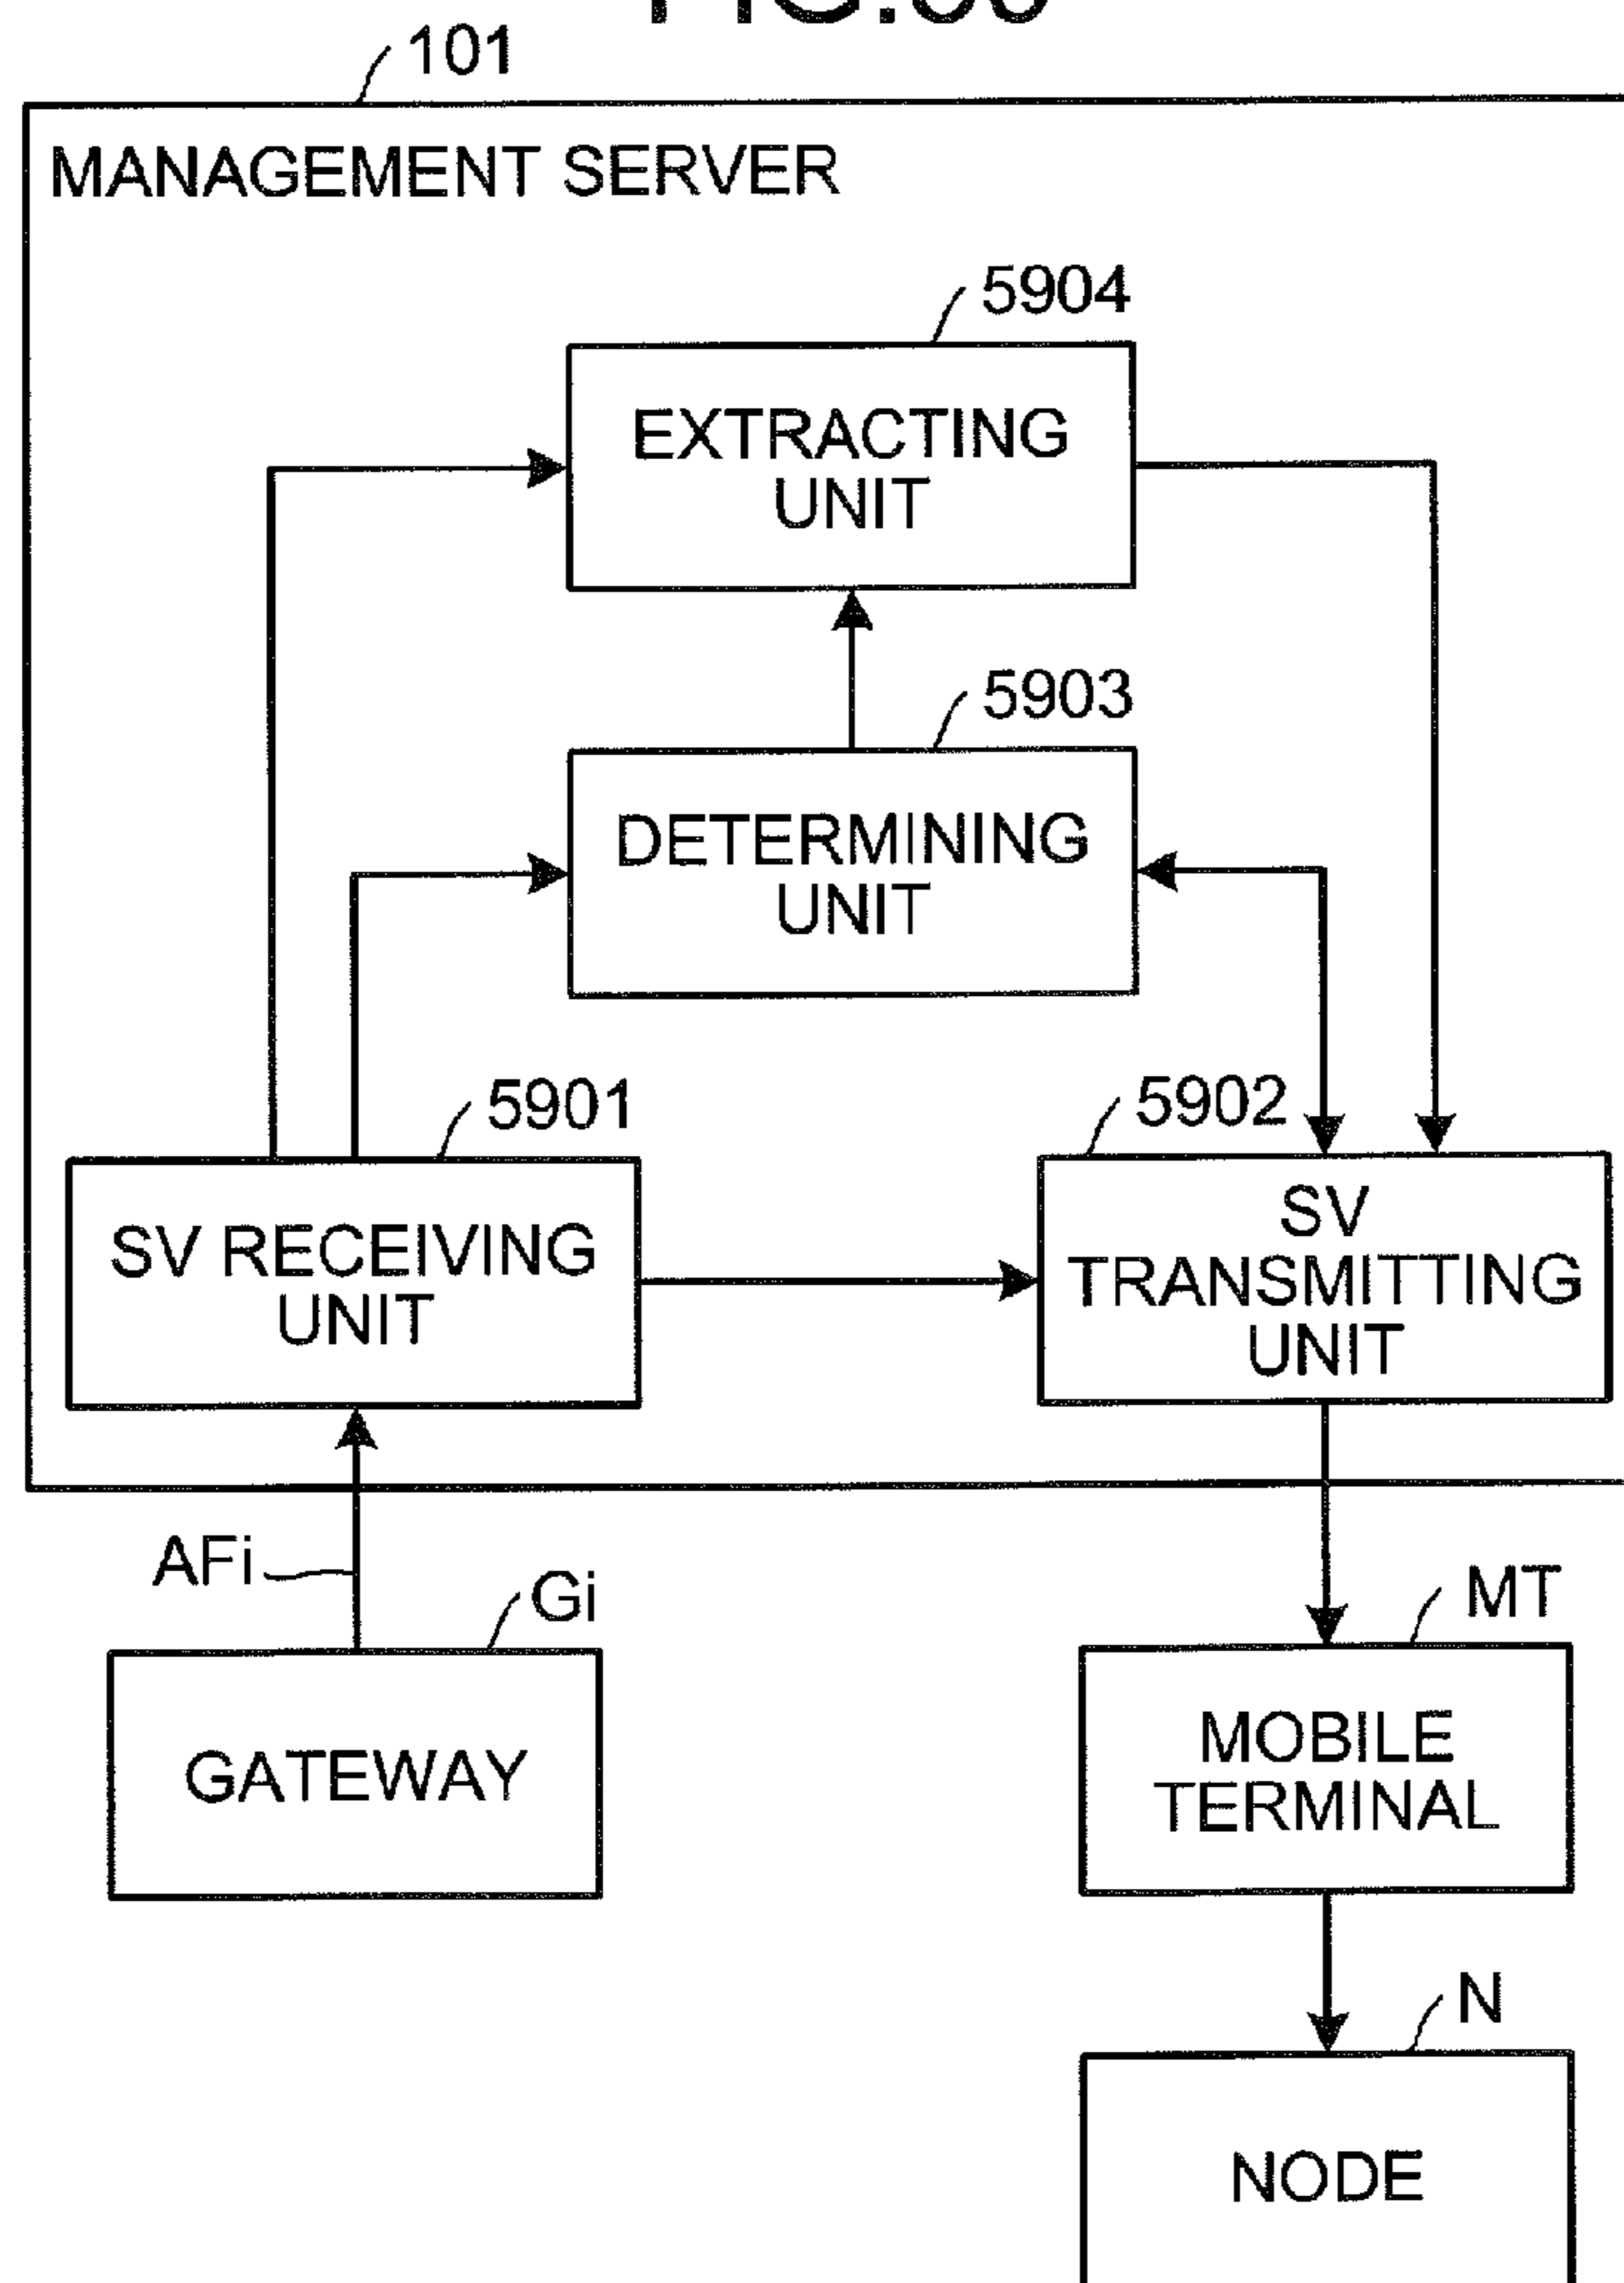 101
MANAGEMENT SERVER
5904
EXTRACTING
UNIT
5903
DETERMINING
UNIT
5901
5902
SV RECEIVING
UNIT
SV
TRANSMITTING
UNIT
AFi
Gi
MT
GATEWAY
MOBILE
TERMINAL
N
NODE